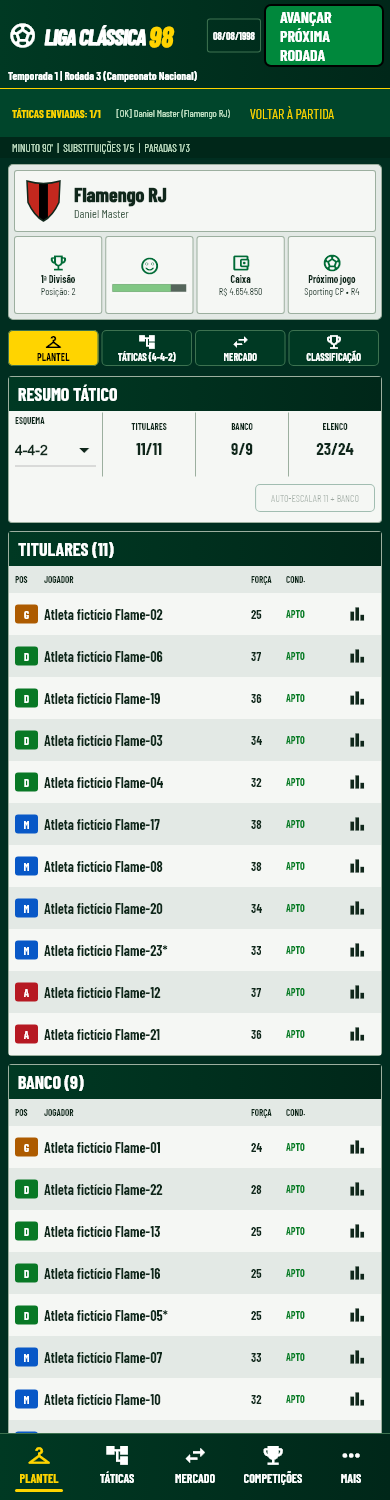 LIGA CLÁSSICA 98
08/08/1998
AVANÇAR
PRÓXIMA
RODADA
Temporada 1 | Rodada 3 (Campeonato Nacional)
TÁTICAS ENVIADAS: 1/1
[OK] Daniel Master (Flamengo RJ)
VOLTAR À PARTIDA
MINUTO 90' | SUBSTITUIÇÕES 1/5 | PARADAS 1/3
Flamengo RJ
Daniel Master
1ª Divisão
Posição: 2
Caixa
R$ 4.654.850
Próximo jogo
Sporting CP • R4
PLANTEL
TÁTICAS (4-4-2)
MERCADO
CLASSIFICAÇÃO
RESUMO TÁTICO
ESQUEMA
4-4-2
TITULARES
11/11
BANCO
9/9
ELENCO
23/24
AUTO-ESCALAR 11 + BANCO
TITULARES (11)
POS JOGADOR FORÇA COND.
G Atleta fictício Flame-02 25 APTO
D Atleta fictício Flame-06 37 APTO
D Atleta fictício Flame-19 36 APTO
D Atleta fictício Flame-03 34 APTO
D Atleta fictício Flame-04 32 APTO
M Atleta fictício Flame-17 38 APTO
M Atleta fictício Flame-08 38 APTO
M Atleta fictício Flame-20 34 APTO
M Atleta fictício Flame-23* 33 APTO
A Atleta fictício Flame-12 37 APTO
A Atleta fictício Flame-21 36 APTO
BANCO (9)
POS JOGADOR FORÇA COND.
G Atleta fictício Flame-01 24 APTO
D Atleta fictício Flame-22 28 APTO
D Atleta fictício Flame-13 25 APTO
D Atleta fictício Flame-16 25 APTO
D Atleta fictício Flame-05* 25 APTO
M Atleta fictício Flame-07 33 APTO
M Atleta fictício Flame-10 32 APTO
PLANTEL
TÁTICAS
MERCADO
COMPETIÇÕES
MAIS